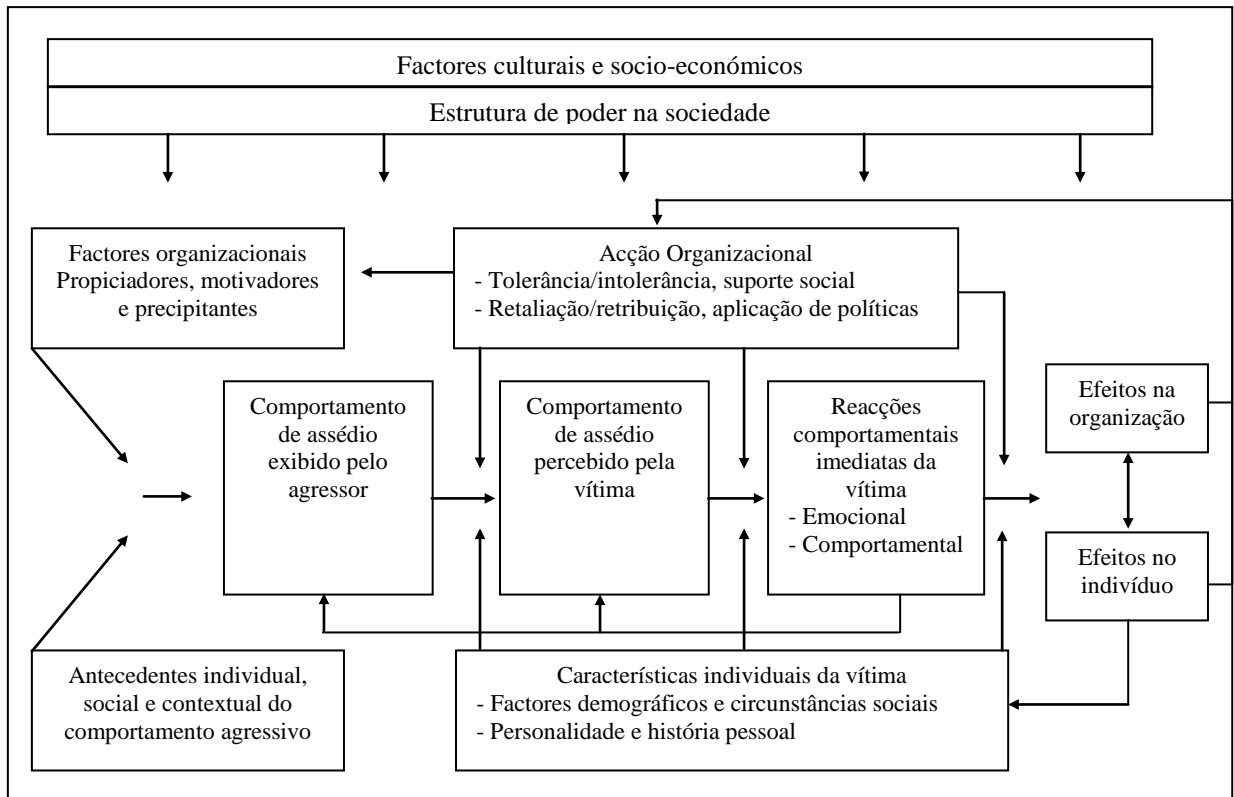 Factores culturais e socio-económicos
Estrutura de poder na sociedade
Factores organizacionais
Propiciadores, motivadores
e precipitantes
Acção Organizacional
- Tolerância/intolerância, suporte social
- Retaliação/retribuição, aplicação de políticas
Comportamento
de assédio
exibido pelo
agressor
Comportamento
de assédio
percebido pela
vítima
Reacções
comportamentais
imediatas da
vítima
- Emocional
- Comportamental
Efeitos na
organização
Efeitos no
indivíduo
Antecedentes individual,
social e contextual do
comportamento agressivo
Características individuais da vítima
- Factores demográficos e circunstâncias sociais
- Personalidade e história pessoal